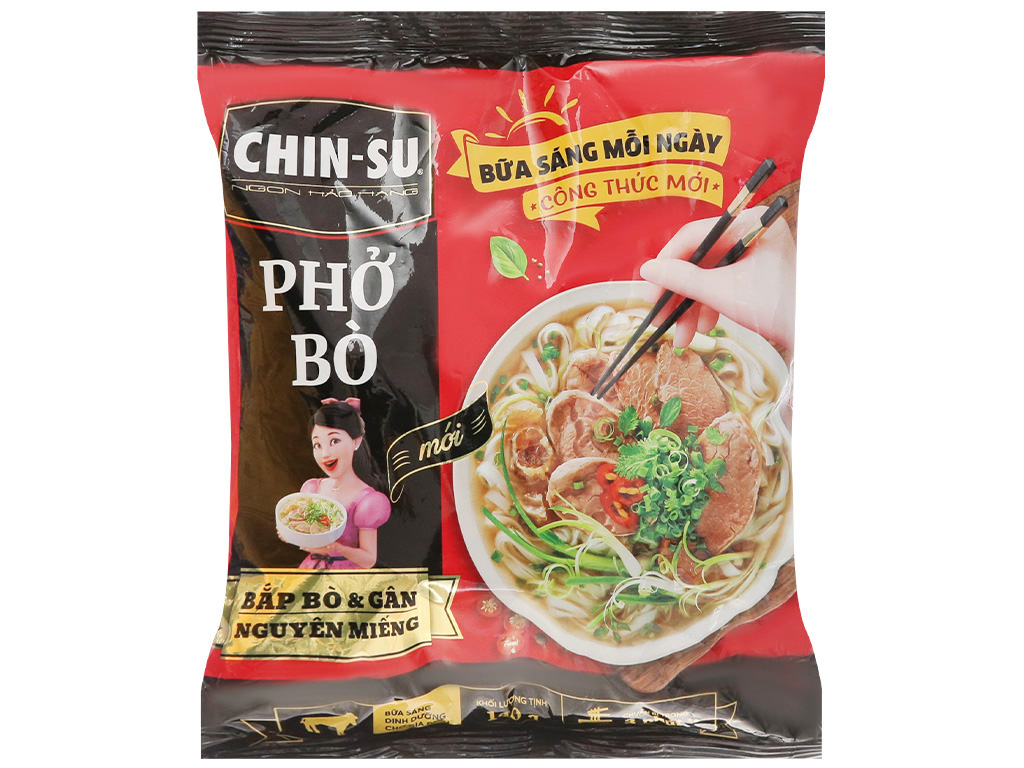 CHIN-SU®
NGON HẢO HẠNG
PHỞ
BÒ
BỮA SÁNG MỖI NGÀY
CÔNG THỨC MỚI
mới
BẮP BÒ & GÂN
NGUYÊN MIẾNG
BỮA SÁNG
DINH DƯỠNG
KHỐI LƯỢNG TỊNH